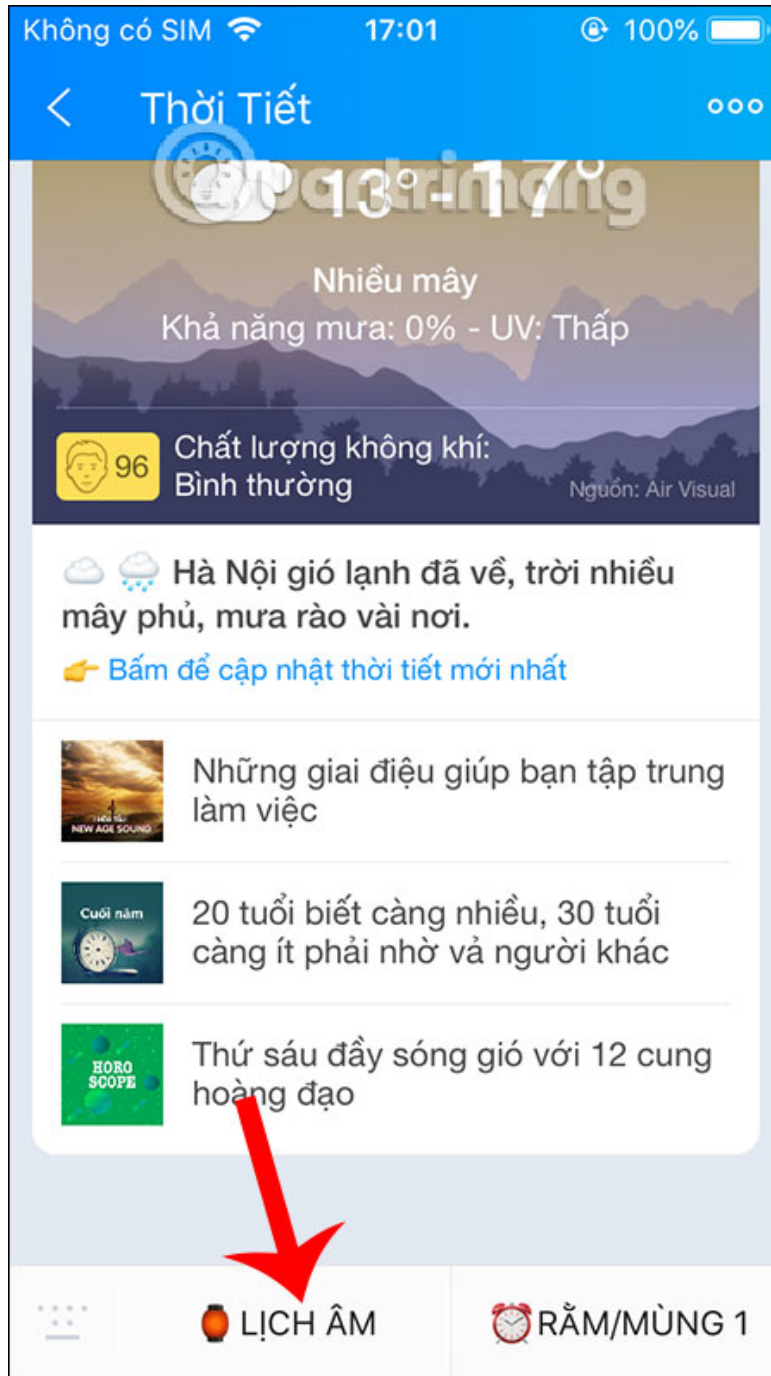 Không có SIM 17:01 100%
Thời Tiết
Quantrimang
13°- 17°
Nhiều mây
Khả năng mưa: 0% - UV: Thấp
96 Chất lượng không khí:
Bình thường
Nguồn: Air Visual
Hà Nội gió lạnh đã về, trời nhiều
mây phủ, mưa rào vài nơi.
Bấm để cập nhật thời tiết mới nhất
Những giai điệu giúp bạn tập trung
làm việc
HÒA TẤU
NEW AGE SOUND
Cuối năm
20 tuổi biết càng nhiều, 30 tuổi
càng ít phải nhờ vả người khác
HORO
SCOPE
Thứ sáu đầy sóng gió với 12 cung
hoàng đạo
LỊCH ÂM
RẰM/MÙNG 1